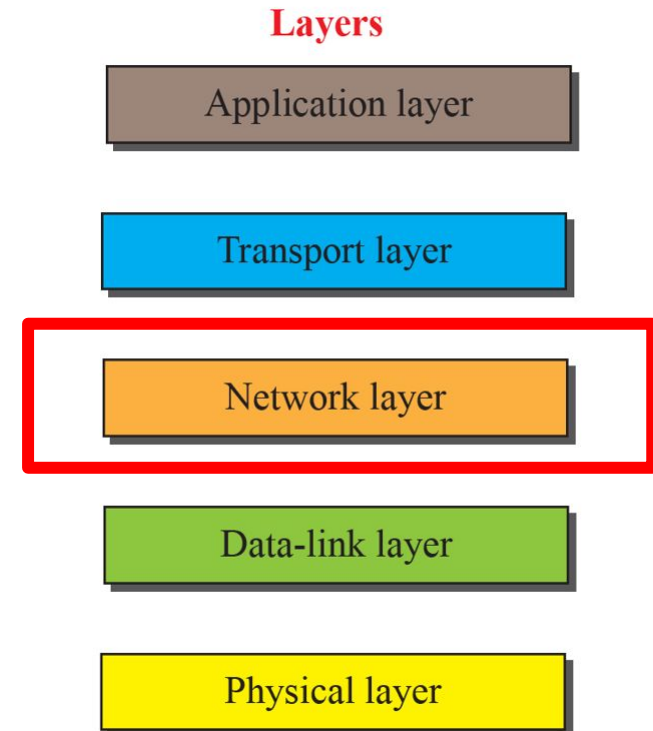 Layers
Application layer
Transport layer
Network layer
Data-link layer
Physical layer